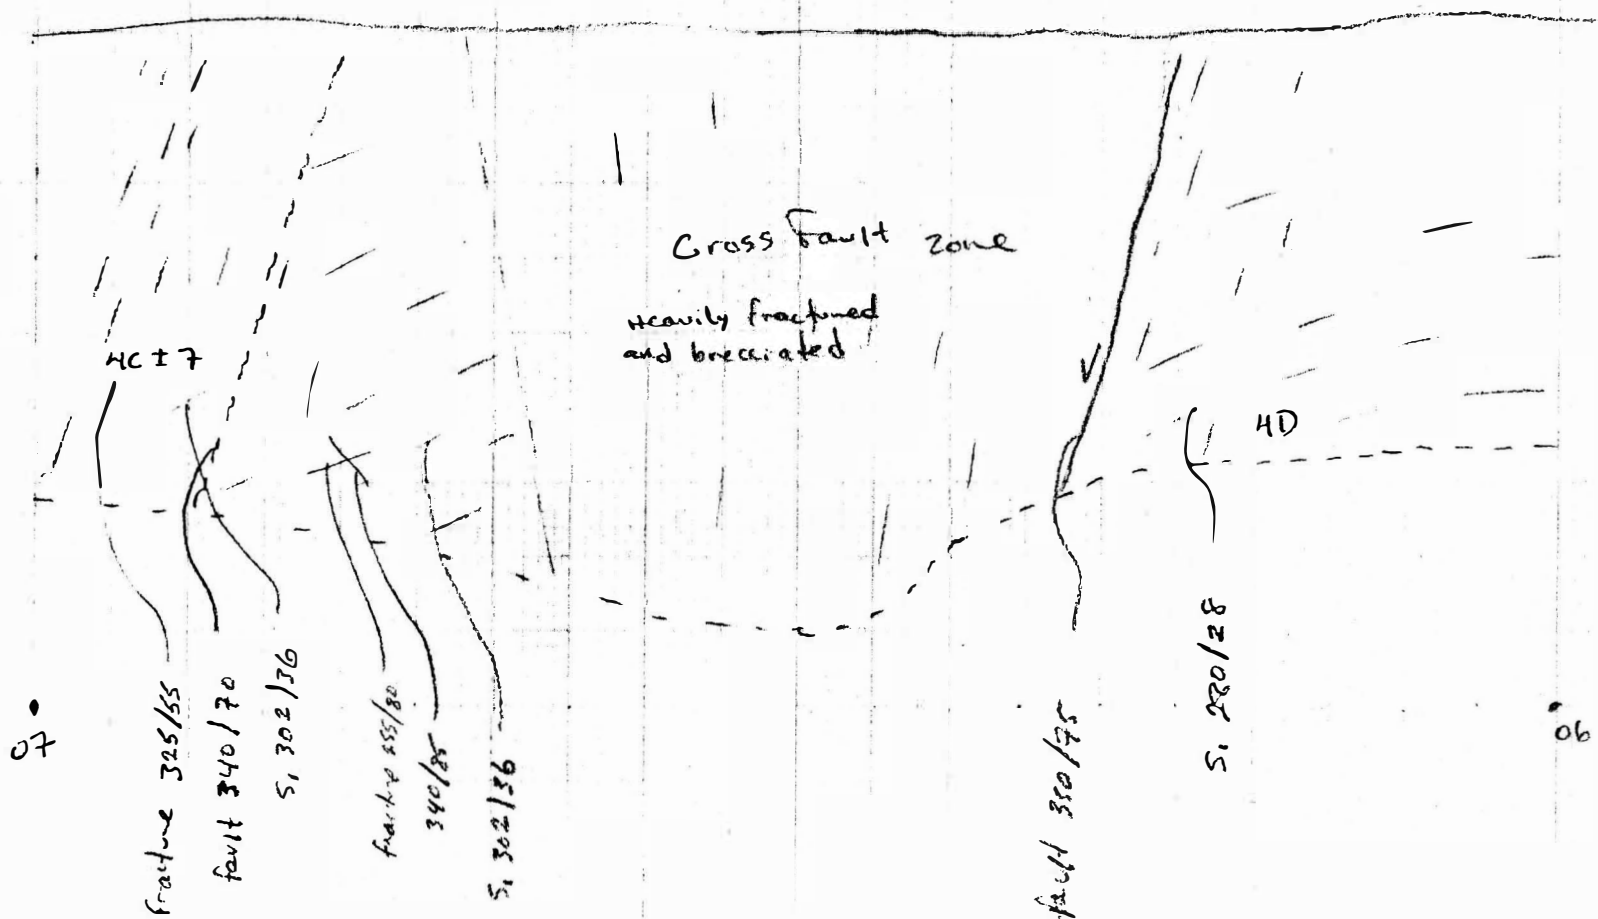 Cross Fault zone
Heavily fractured
and brecciated
4C ± 7
4D
07
06
fracture 325/55
fault 340/70
S1 302/36
fracture 255/80
340/85
S1 302/36
fault 350/75
S1 220/28